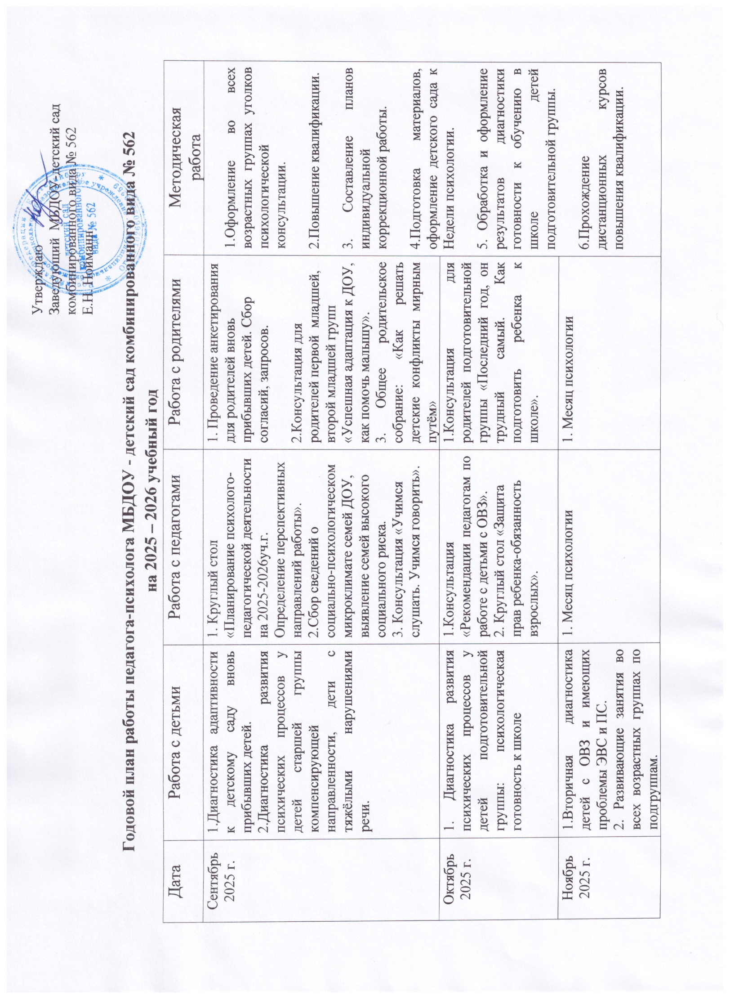 Утверждаю
Заведующий МБДОУ-детский сад
комбинированного вида № 562
Е.Н. Нойманн
детский сад
комбинированного
вида № 562
Годовой план работы педагога-психолога МБДОУ - детский сад комбинированного вида № 562
на 2025 – 2026 учебный год
Дата
Работа с детьми
Работа с педагогами
Работа с родителями
Методическая
работа
Сентябрь
2025 г.
1.Диагностика адаптивности
к детскому саду вновь
прибывших детей.
2.Диагностика развития
психических процессов у
детей старшей группы
компенсирующей
направленности, дети с
тяжёлыми нарушениями
речи.
1. Круглый стол
«Планирование психолого-
педагогической деятельности
на 2025-2026уч.г.
Определение перспективных
направлений работы».
2.Сбор сведений о
социально-психологическом
микроклимате семей ДОУ,
выявление семей высокого
социального риска.
3. Консультация «Учимся
слушать. Учимся говорить».
1. Проведение анкетирования
для родителей вновь
прибывших детей. Сбор
согласий, запросов.
2.Консультация для
родителей первой младшей,
второй младшей групп
«Успешная адаптация к ДОУ,
как помочь малышу».
3. Общее родительское
собрание: «Как решать
детские конфликты мирным
путём»
1.Оформление во всех
возрастных группах уголков
психологической
консультации.
2.Повышение квалификации.
3. Составление планов
индивидуальной
коррекционной работы.
4.Подготовка материалов,
оформление детского сада к
Недели психологии.
5. Обработка и оформление
результатов диагностики
готовности к обучению в
школе детей
подготовительной группы.
6.Прохождение
дистанционных курсов
повышения квалификации.
Октябрь
2025 г.
1. Диагностика развития
психических процессов у
детей подготовительной
группы: психологическая
готовность к школе
1.Консультация
«Рекомендации педагогам по
работе с детьми с ОВЗ».
2. Круглый стол «Защита
прав ребенка-обязанность
взрослых».
1.Консультация для
родителей подготовительной
группы «Последний год, он
трудный самый. Как
подготовить ребенка к
школе».
Ноябрь
2025 г.
1.Вторичная диагностика
детей с ОВЗ и имеющих
проблемы ЭВС и ПС.
2. Развивающие занятия во
всех возрастных группах по
подгруппам.
1. Месяц психологии
1. Месяц психологии